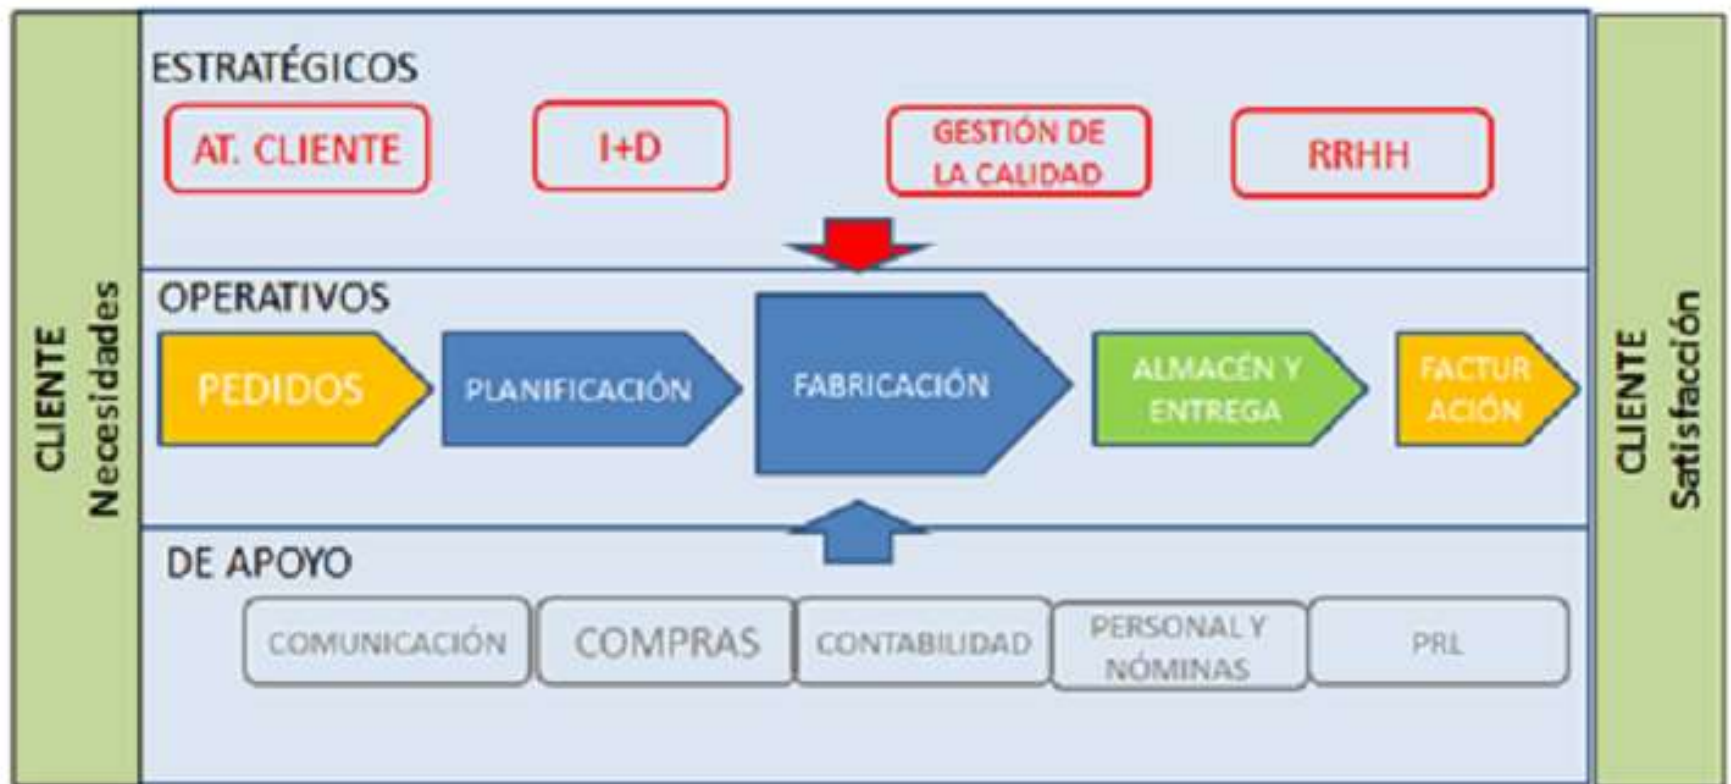 ESTRATÉGICOS
AT. CLIENTE
I+D
GESTIÓN DE
LA CALIDAD
RRHH
CLIENTE
Necesidades
OPERATIVOS
PEDIDOS
PLANIFICACIÓN
FABRICACIÓN
ALMACÉN Y
ENTREGA
FACTUR
ACIÓN
CLIENTE
Satisfacción
DE APOYO
COMUNICACIÓN
COMPRAS
CONTABILIDAD
PERSONAL Y
NÓMINAS
PRL